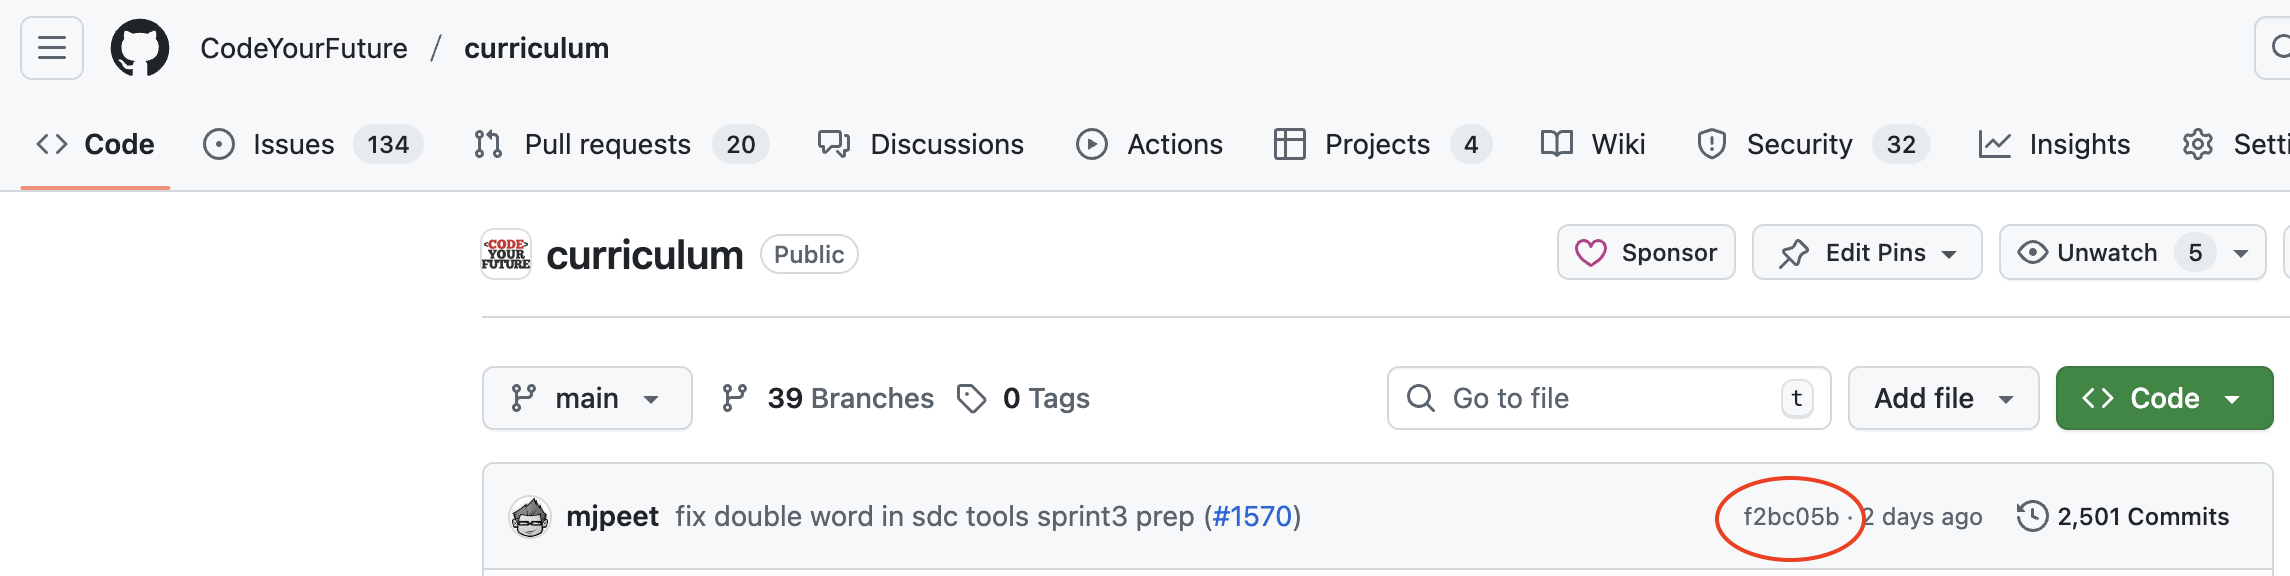 CodeYourFuture / curriculum
<> Code Issues 134 Pull requests 20 Discussions Actions Projects 4 Wiki Security 32 Insights Setti
<CODE>
YOUR
FUTURE
curriculum Public Sponsor Edit Pins Unwatch 5
main 39 Branches 0 Tags Go to file t Add file <> Code
mjpeet fix double word in sdc tools sprint3 prep (#1570) f2bc05b · 2 days ago 2,501 Commits